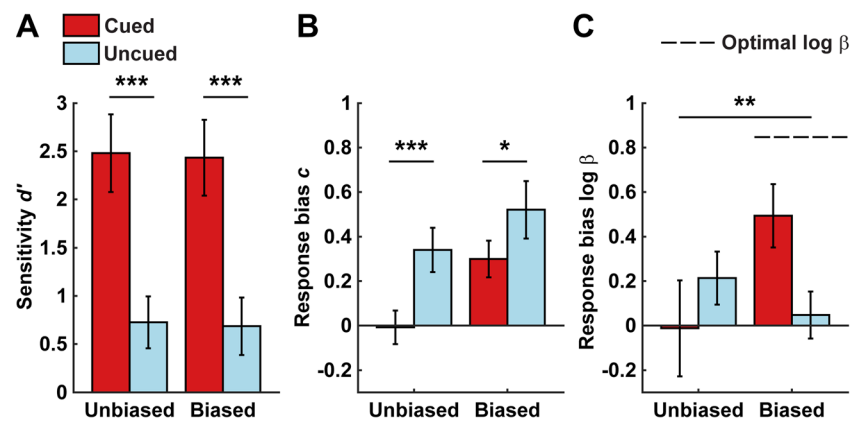 A
Cued
Uncued
Sensitivity d′
3
2.5
2
1.5
1
0.5
0
***
***
Unbiased
Biased
B
Response bias c
1
0.8
0.6
0.4
0.2
0
-0.2
***
*
Unbiased
Biased
C
Optimal log β
Response bias log β
1
0.8
0.6
0.4
0.2
0
-0.2
**
Unbiased
Biased